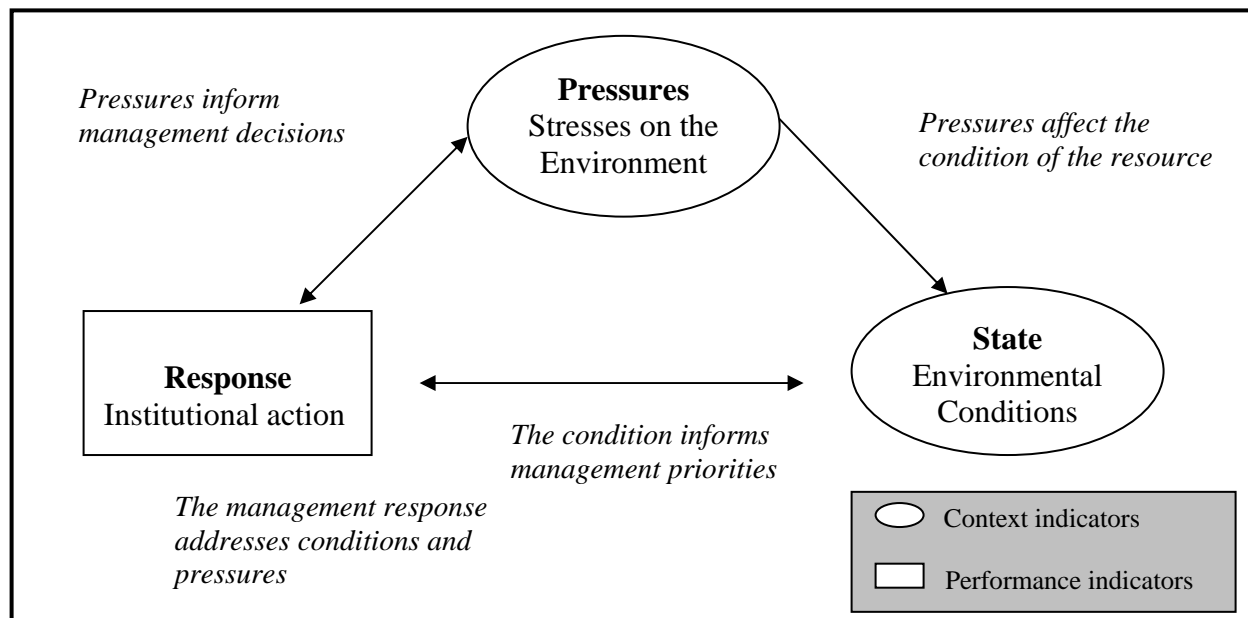 Pressures
Stresses on the
Environment
Pressures inform
management decisions
Pressures affect the
condition of the resource
Response
Institutional action
State
Environmental
Conditions
The condition informs
management priorities
The management response
addresses conditions and
pressures
Context indicators
Performance indicators